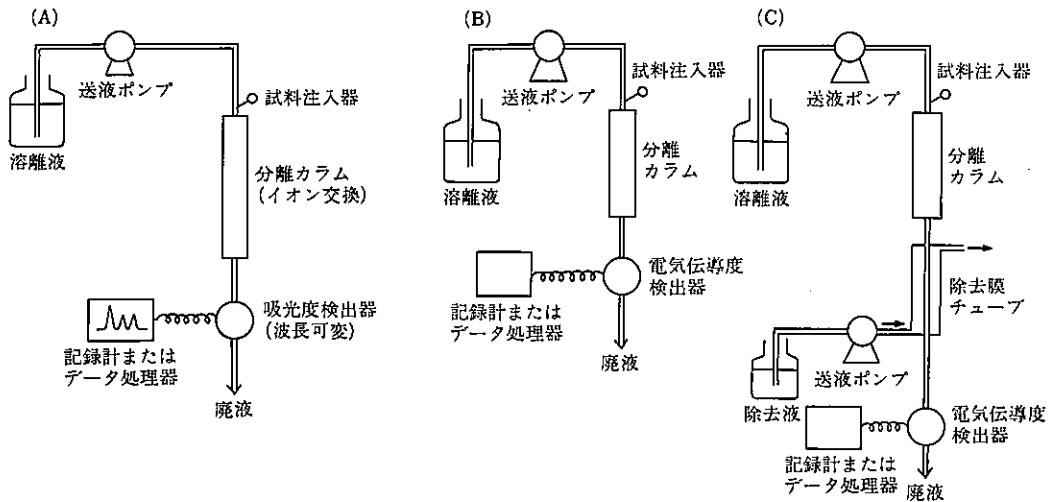 (A)
送液ポンプ
溶離液
試料注入器
分離カラム
(イオン交換)
吸光度検出器
(波長可変)
記録計または
データ処理器
廃液
(B)
送液ポンプ
溶離液
試料注入器
分離
カラム
電気伝導度
検出器
記録計または
データ処理器
廃液
(C)
送液ポンプ
溶離液
試料注入器
分離
カラム
除去膜
チューブ
送液ポンプ
除去液
電気伝導度
検出器
記録計または
データ処理器
廃液